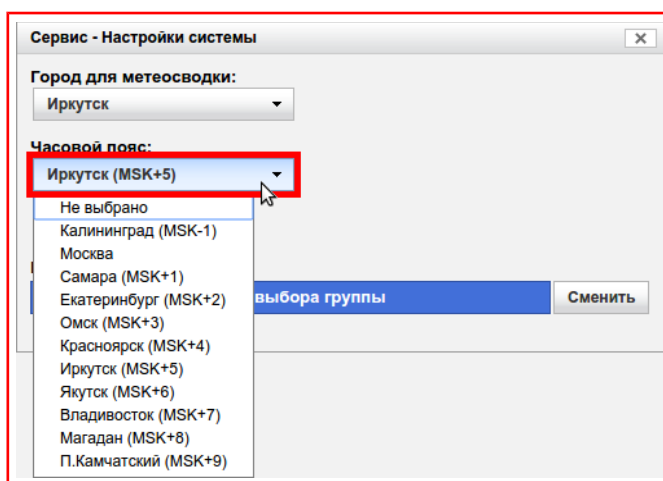 Сервис - Настройки системы
Город для метеосводки:
Иркутск
Часовой пояс:
Иркутск (MSK+5)
Не выбрано
Калининград (MSK-1)
Москва
Самара (MSK+1)
Екатеринбург (MSK+2)
выбора группы
Сменить
Омск (MSK+3)
Красноярск (MSK+4)
Иркутск (MSK+5)
Якутск (MSK+6)
Владивосток (MSK+7)
Магадан (MSK+8)
П.Камчатский (MSK+9)